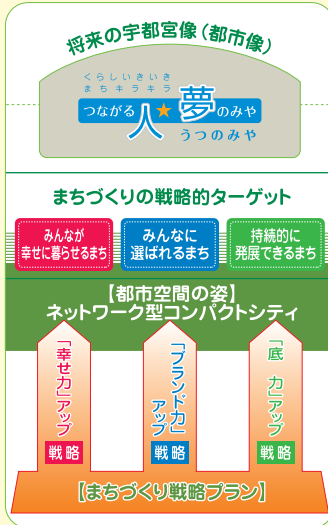 将来の宇都宮像(都市像)
くらしいきいき
まちキラキラ
つながる人★夢のみや
うつのみや
まちづくりの戦略的ターゲット
みんなが
幸せに暮らせるまち
みんなに
選ばれるまち
持続的に
発展できるまち
【都市空間の姿】
ネットワーク型コンパクトシティ
「幸せ力」アップ
戦略
「ブランド力」
アップ
戦略
「底 力」アップ
戦略
【まちづくり戦略プラン】